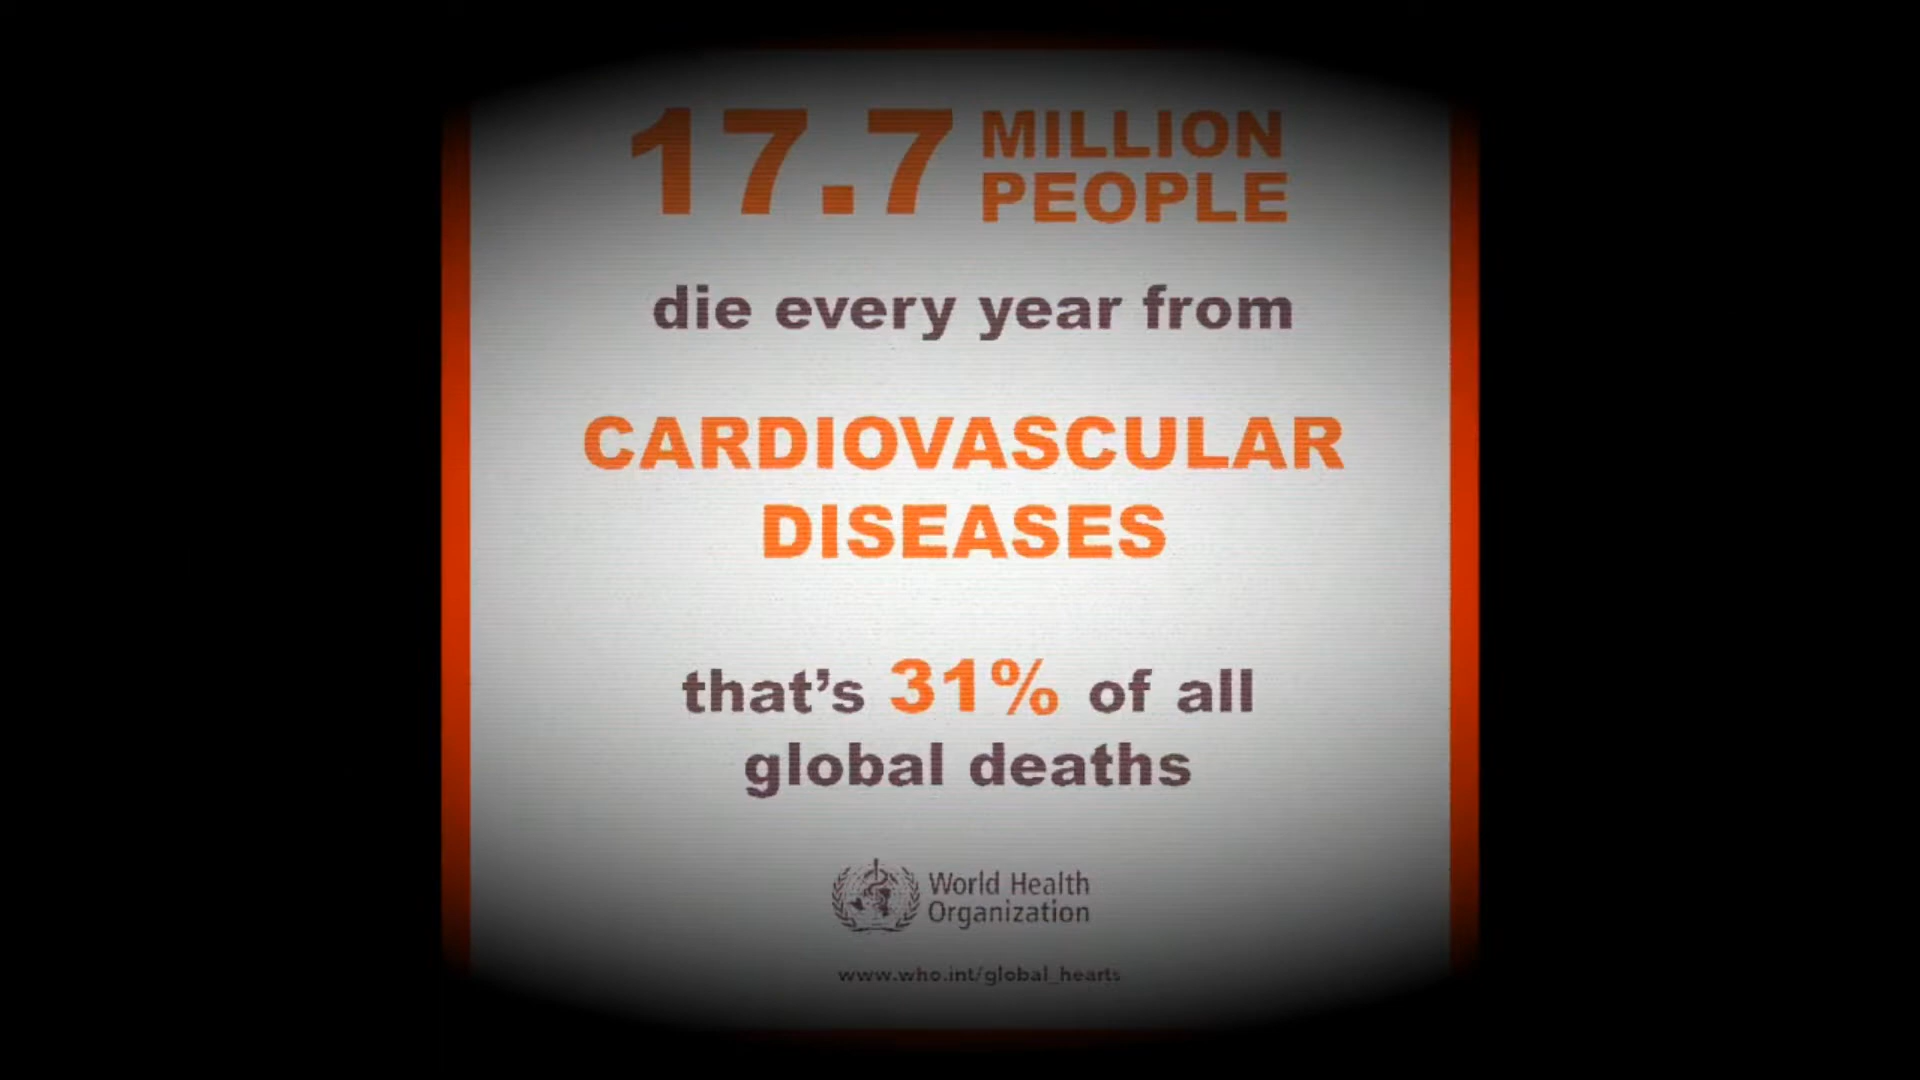 17.7 MILLION
PEOPLE
die every year from
CARDIOVASCULAR
DISEASES
that’s 31% of all
global deaths
World Health
Organization
www.who.int/global_hearts